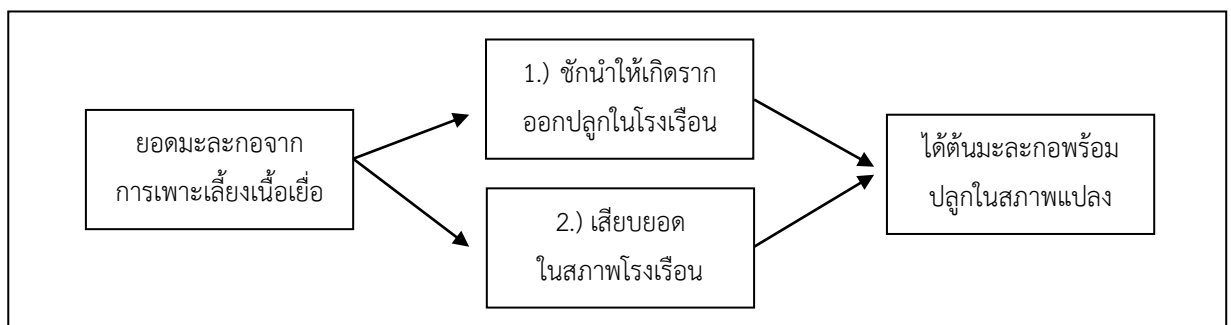 ยอดมะละกอจาก
การเพาะเลี้ยงเนื้อเยื่อ
1.) ชักนำให้เกิดราก
ออกปลูกในโรงเรือน
2.) เสียบยอด
ในสภาพโรงเรือน
ได้ต้นมะละกอพร้อม
ปลูกในสภาพแปลง